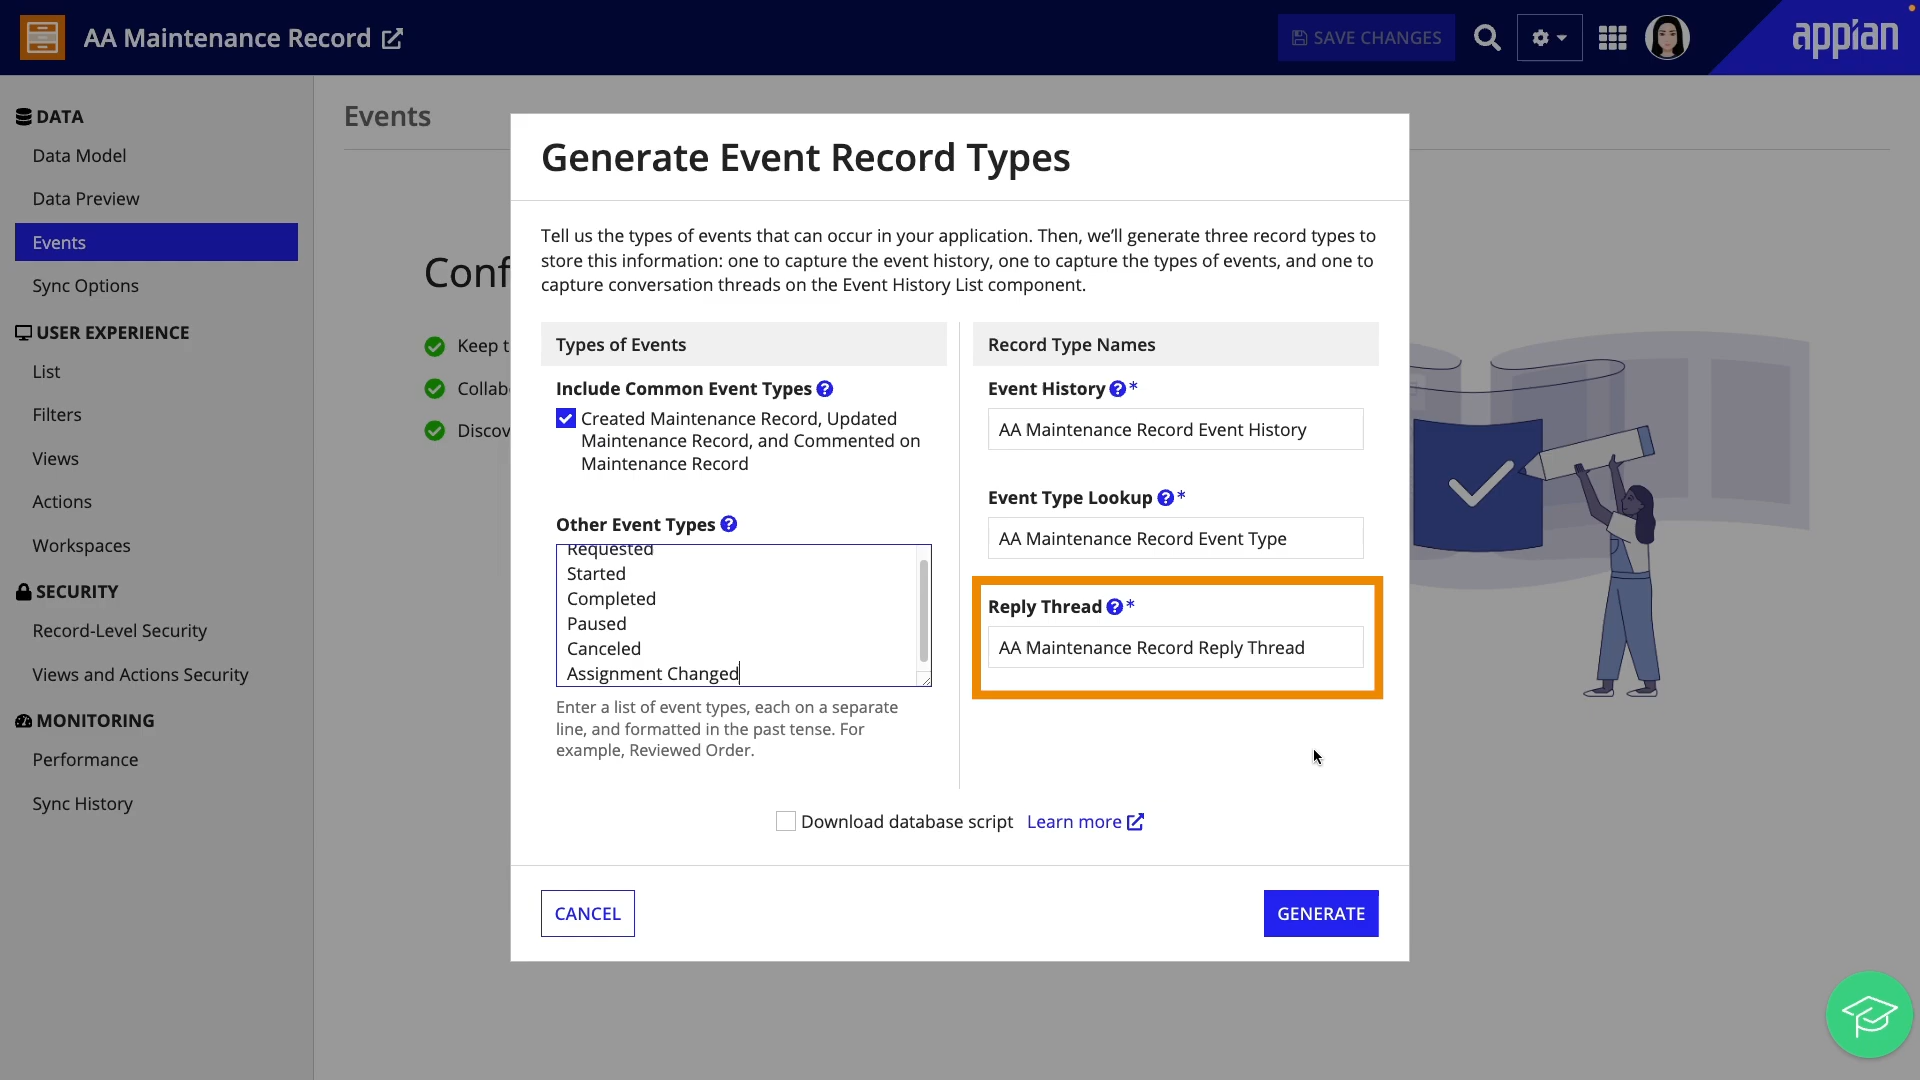 AA Maintenance Record
SAVE CHANGES
appian
DATA
Data Model
Data Preview
Events
Sync Options
USER EXPERIENCE
List
Filters
Views
Actions
Workspaces
SECURITY
Record-Level Security
Views and Actions Security
MONITORING
Performance
Sync History
Events
Conf
Keep t
Collab
Discov
Generate Event Record Types
Tell us the types of events that can occur in your application. Then, we'll generate three record types to
store this information: one to capture the event history, one to capture the types of events, and one to
capture conversation threads on the Event History List component.
Types of Events
Include Common Event Types ?
Created Maintenance Record, Updated
Maintenance Record, and Commented on
Maintenance Record
Other Event Types ?
Requested
Started
Completed
Paused
Canceled
Assignment Changed
Enter a list of event types, each on a separate
line, and formatted in the past tense. For
example, Reviewed Order.
Record Type Names
Event History ? *
AA Maintenance Record Event History
Event Type Lookup ? *
AA Maintenance Record Event Type
Reply Thread ? *
AA Maintenance Record Reply Thread
Download database script Learn more
CANCEL
GENERATE